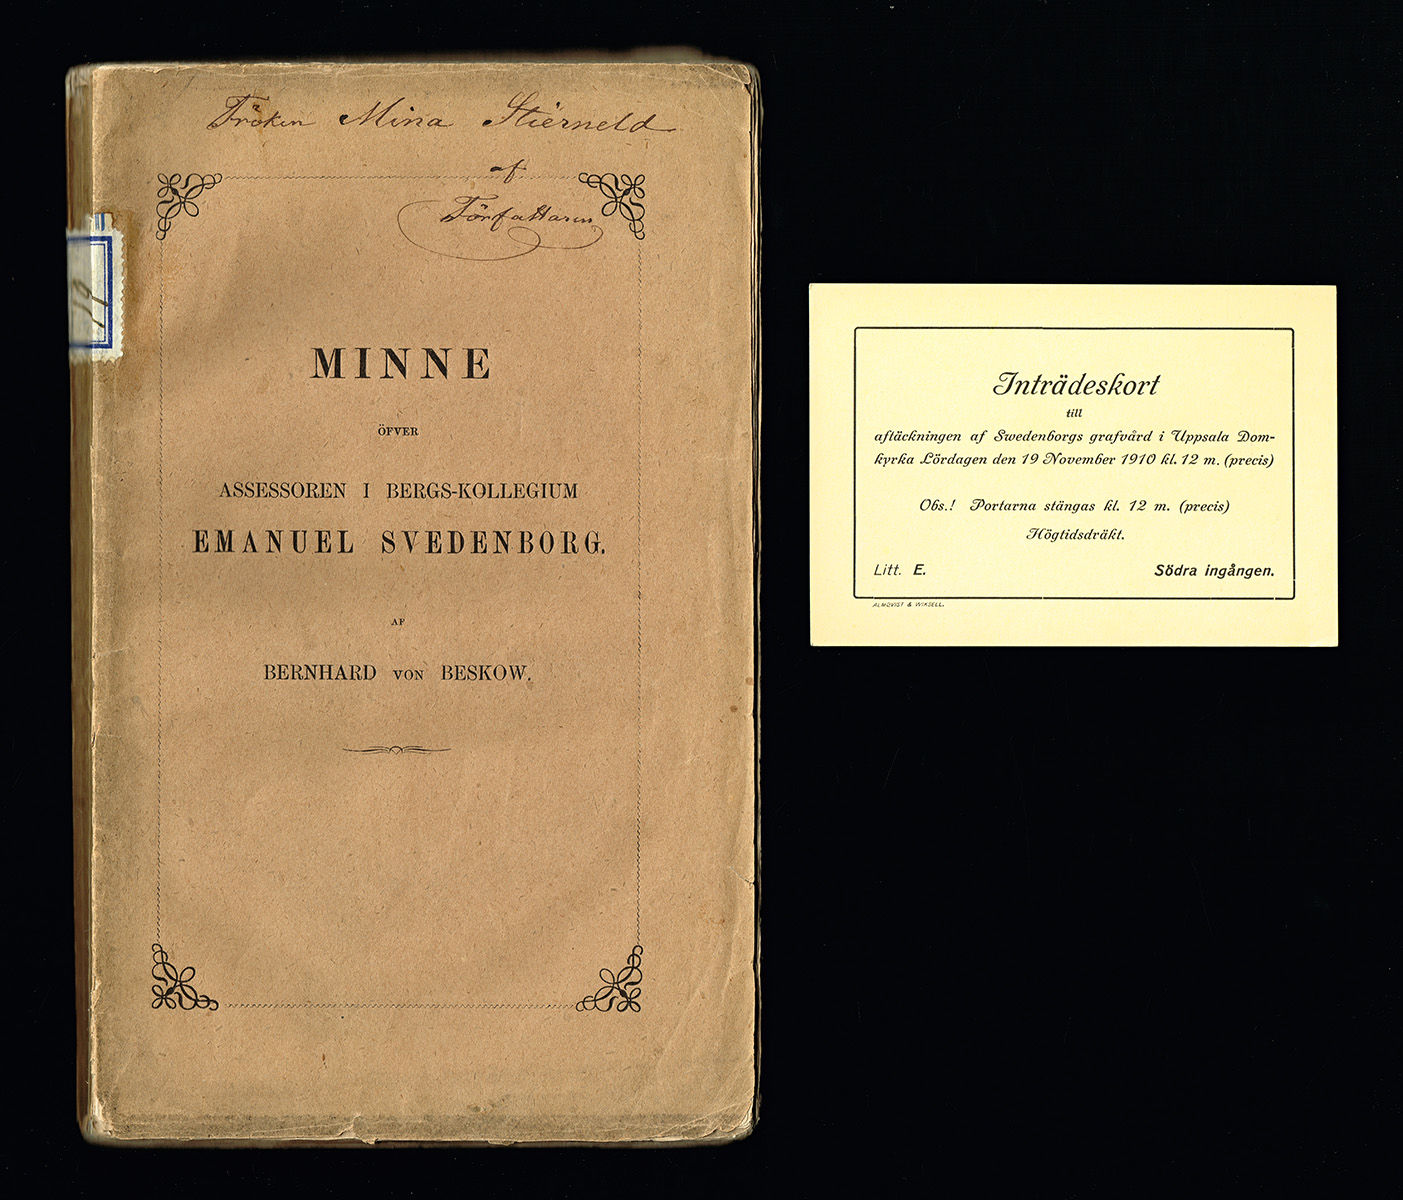 Fröken Mina Stierneld
af
Författaren
19
MINNE
ÖFVER
ASSESSOREN I BERGS-KOLLEGIUM
EMANUEL SVEDENBORG.
AF
BERNHARD VON BESKOW.
Inträdeskort
till
aftäckningen af Swedenborgs grafvård i Uppsala Dom-
kyrka Lördagen den 19 November 1910 kl. 12 m. (precis)
Obs.! Portarna stängas kl. 12 m. (precis)
Högtidsdräkt.
Litt. E. Södra ingången.
ALMQVIST & WIKSELL.